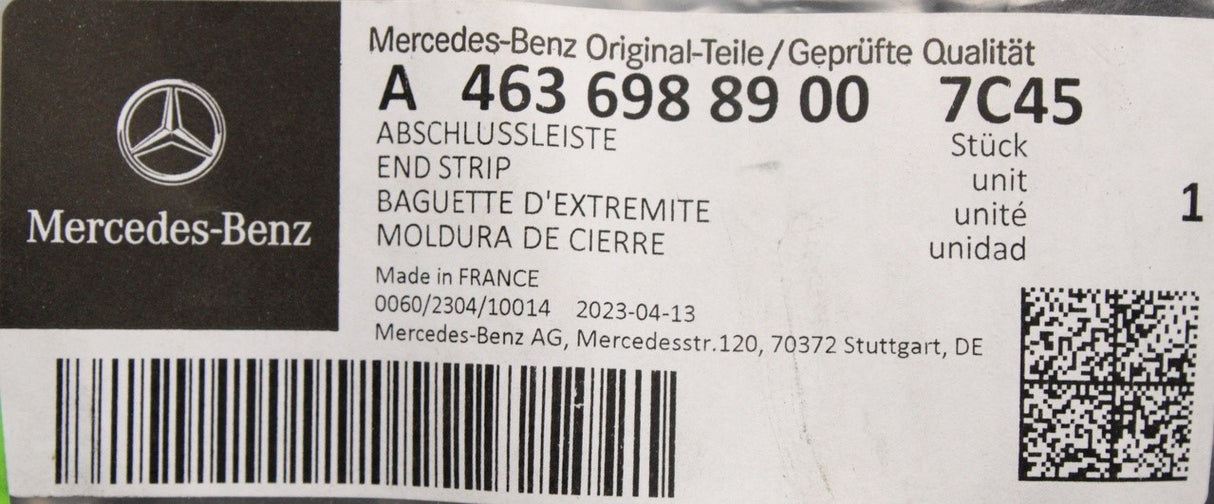 Mercedes-Benz
Mercedes-Benz Original-Teile/Geprüfte Qualität
A 463 698 89 00 7C45
ABSCHLUSSLEISTE Stück
END STRIP unit
BAGUETTE D'EXTREMITE unité 1
MOLDURA DE CIERRE unidad
Made in FRANCE
0060/2304/10014 2023-04-13
Mercedes-Benz AG, Mercedesstr.120, 70372 Stuttgart, DE